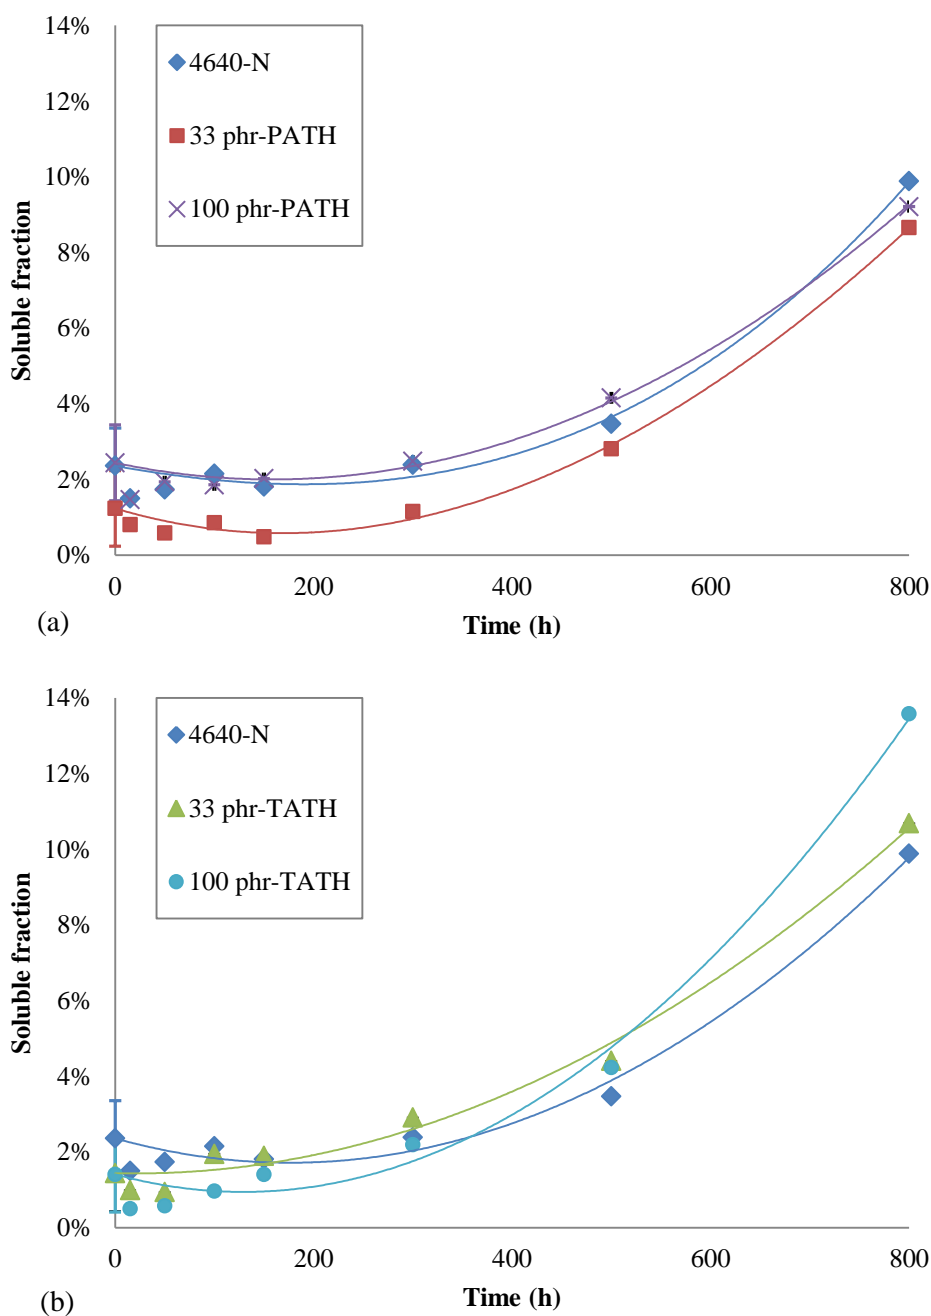 14%
12%
10%
8%
6%
4%
2%
0%
Soluble fraction
4640-N
33 phr-PATH
100 phr-PATH
0 200 400 600 800
Time (h)
(a)
14%
12%
10%
8%
6%
4%
2%
0%
Soluble fraction
4640-N
33 phr-TATH
100 phr-TATH
0 200 400 600 800
Time (h)
(b)